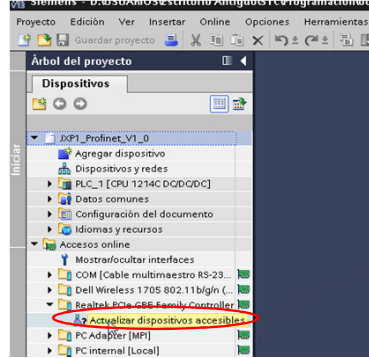 Siemens - D:\USUARIOS\Escritorio Antiguo\STC\Programacion
Proyecto Edición Ver Insertar Online Opciones Herramientas
Guardar proyecto
Árbol del proyecto
Dispositivos
Iniciar
JXP1_Profinet_V1_0
Agregar dispositivo
Dispositivos y redes
PLC_1 [CPU 1214C DC/DC/DC]
Datos comunes
Configuración del documento
Idiomas y recursos
Accesos online
Mostrar/ocultar interfaces
COM [Cable multimaestro RS-23...
Dell Wireless 1705 802.11b/g/n (...
Realtek PCIe GBE Family Controller
Actualizar dispositivos accesibles
PC Adapter [MPI]
PC internal [Local]